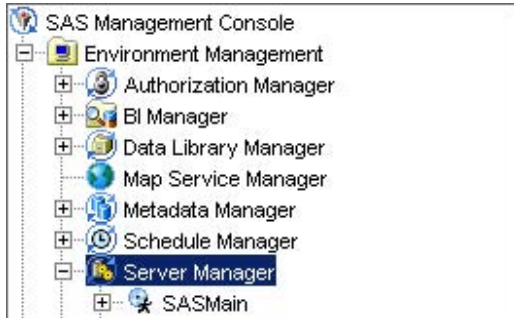 SAS Management Console
Environment Management
Authorization Manager
BI Manager
Data Library Manager
Map Service Manager
Metadata Manager
Schedule Manager
Server Manager
SASMain